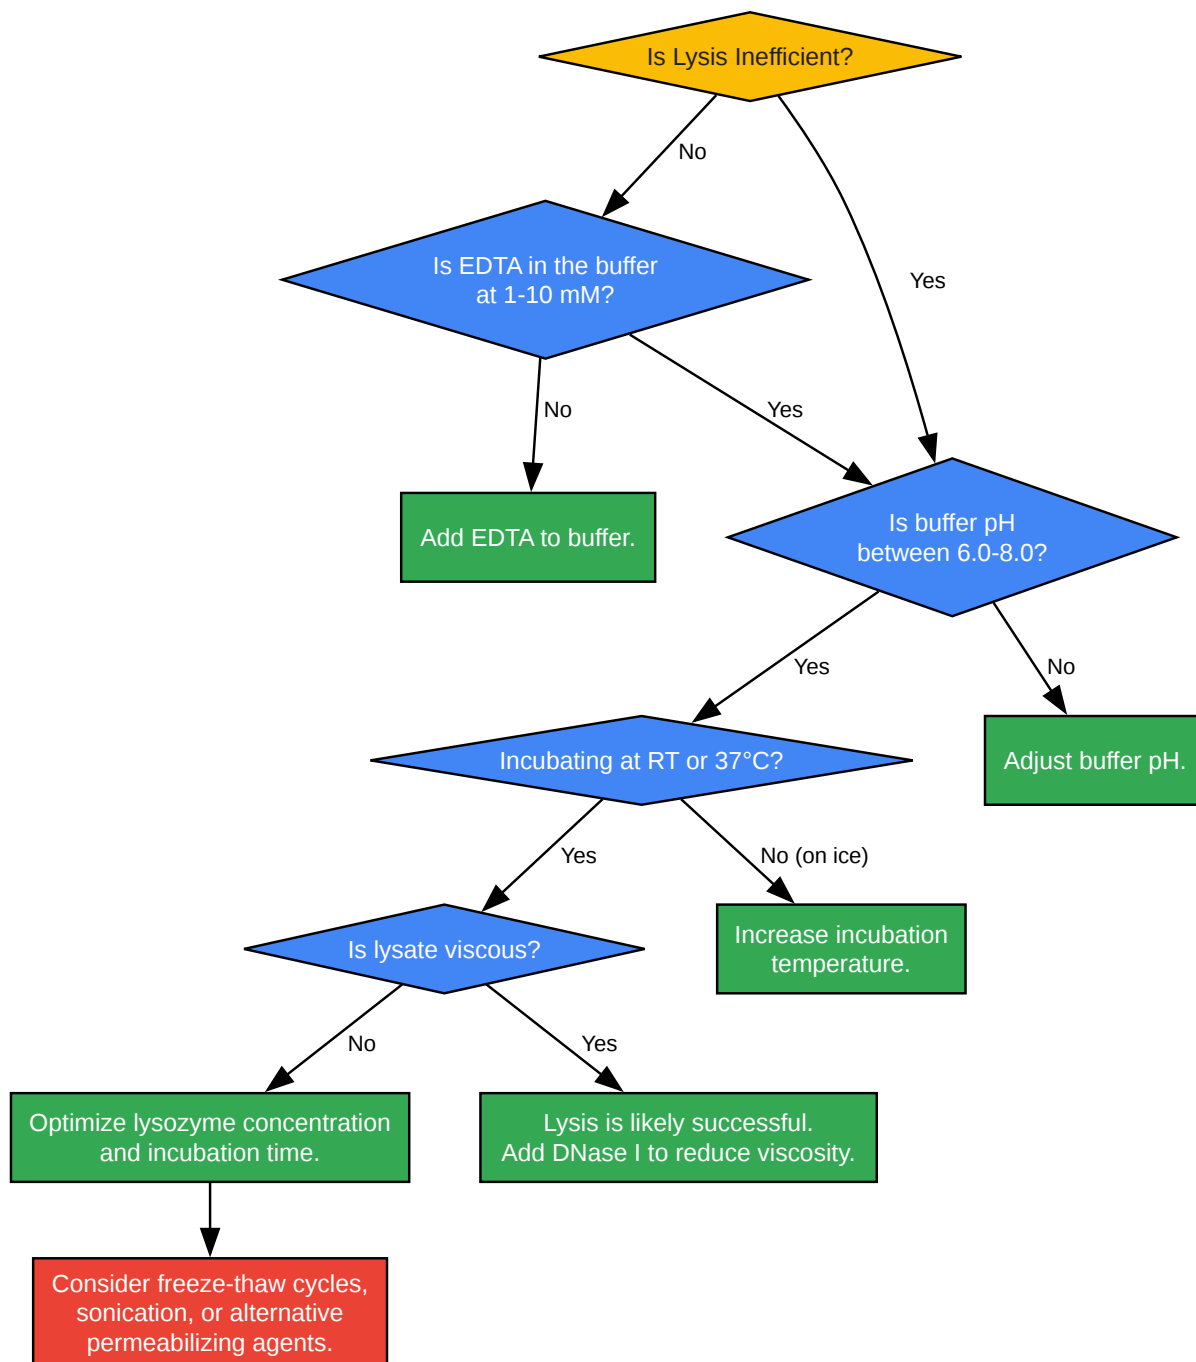 Is Lysis Inefficient?
No
Yes
Is EDTA in the buffer
at 1-10 mM?
No
Yes
Add EDTA to buffer.
Is buffer pH
between 6.0-8.0?
Yes
No
Incubating at RT or 37°C?
Adjust buffer pH.
Yes
No (on ice)
Is lysate viscous?
Increase incubation
temperature.
No
Yes
Optimize lysozyme concentration
and incubation time.
Lysis is likely successful.
Add DNase I to reduce viscosity.
Consider freeze-thaw cycles,
sonication, or alternative
permeabilizing agents.